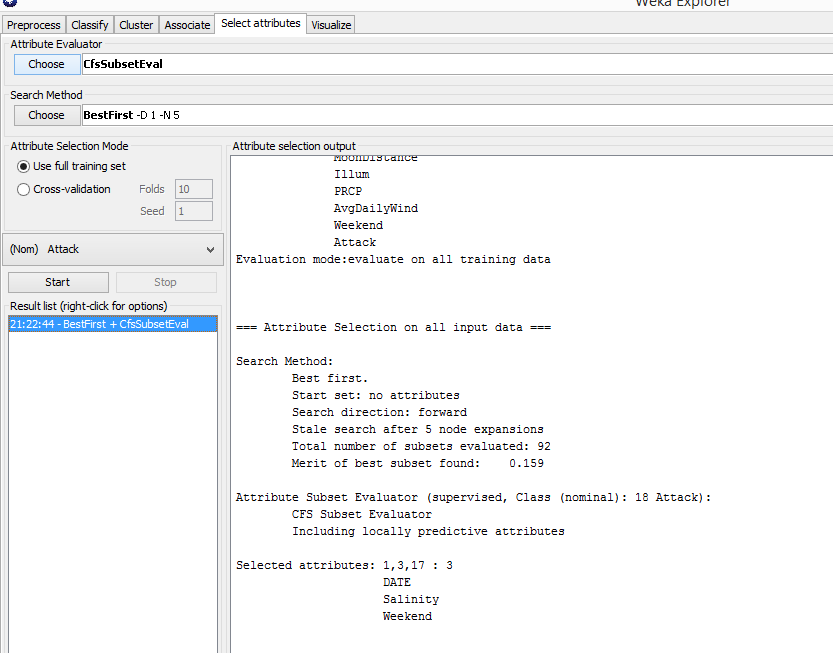 Weka Explorer
Preprocess Classify Cluster Associate Select attributes Visualize
Attribute Evaluator
Choose CfsSubsetEval
Search Method
Choose BestFirst -D 1 -N 5
Attribute Selection Mode
Use full training set
Cross-validation Folds 10
Seed 1
(Nom) Attack
Start Stop
Result list (right-click for options)
21:22:44 - BestFirst + CfsSubsetEval
Attribute selection output
MoonDistance
Illum
PRCP
AvgDailyWind
Weekend
Attack
Evaluation mode:evaluate on all training data
=== Attribute Selection on all input data ===
Search Method:
Best first.
Start set: no attributes
Search direction: forward
Stale search after 5 node expansions
Total number of subsets evaluated: 92
Merit of best subset found: 0.159
Attribute Subset Evaluator (supervised, Class (nominal): 18 Attack):
CFS Subset Evaluator
Including locally predictive attributes
Selected attributes: 1,3,17 : 3
DATE
Salinity
Weekend